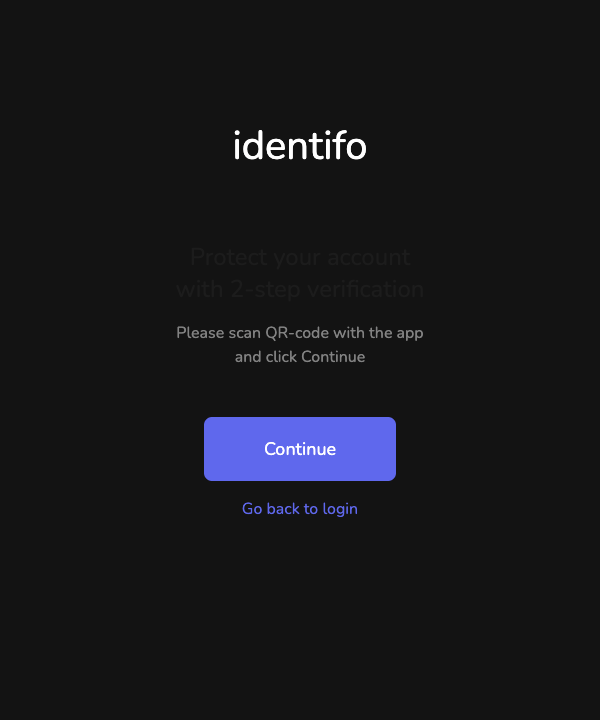 identifo
Protect your account
with 2-step verification
Please scan QR-code with the app
and click Continue
Continue
Go back to login